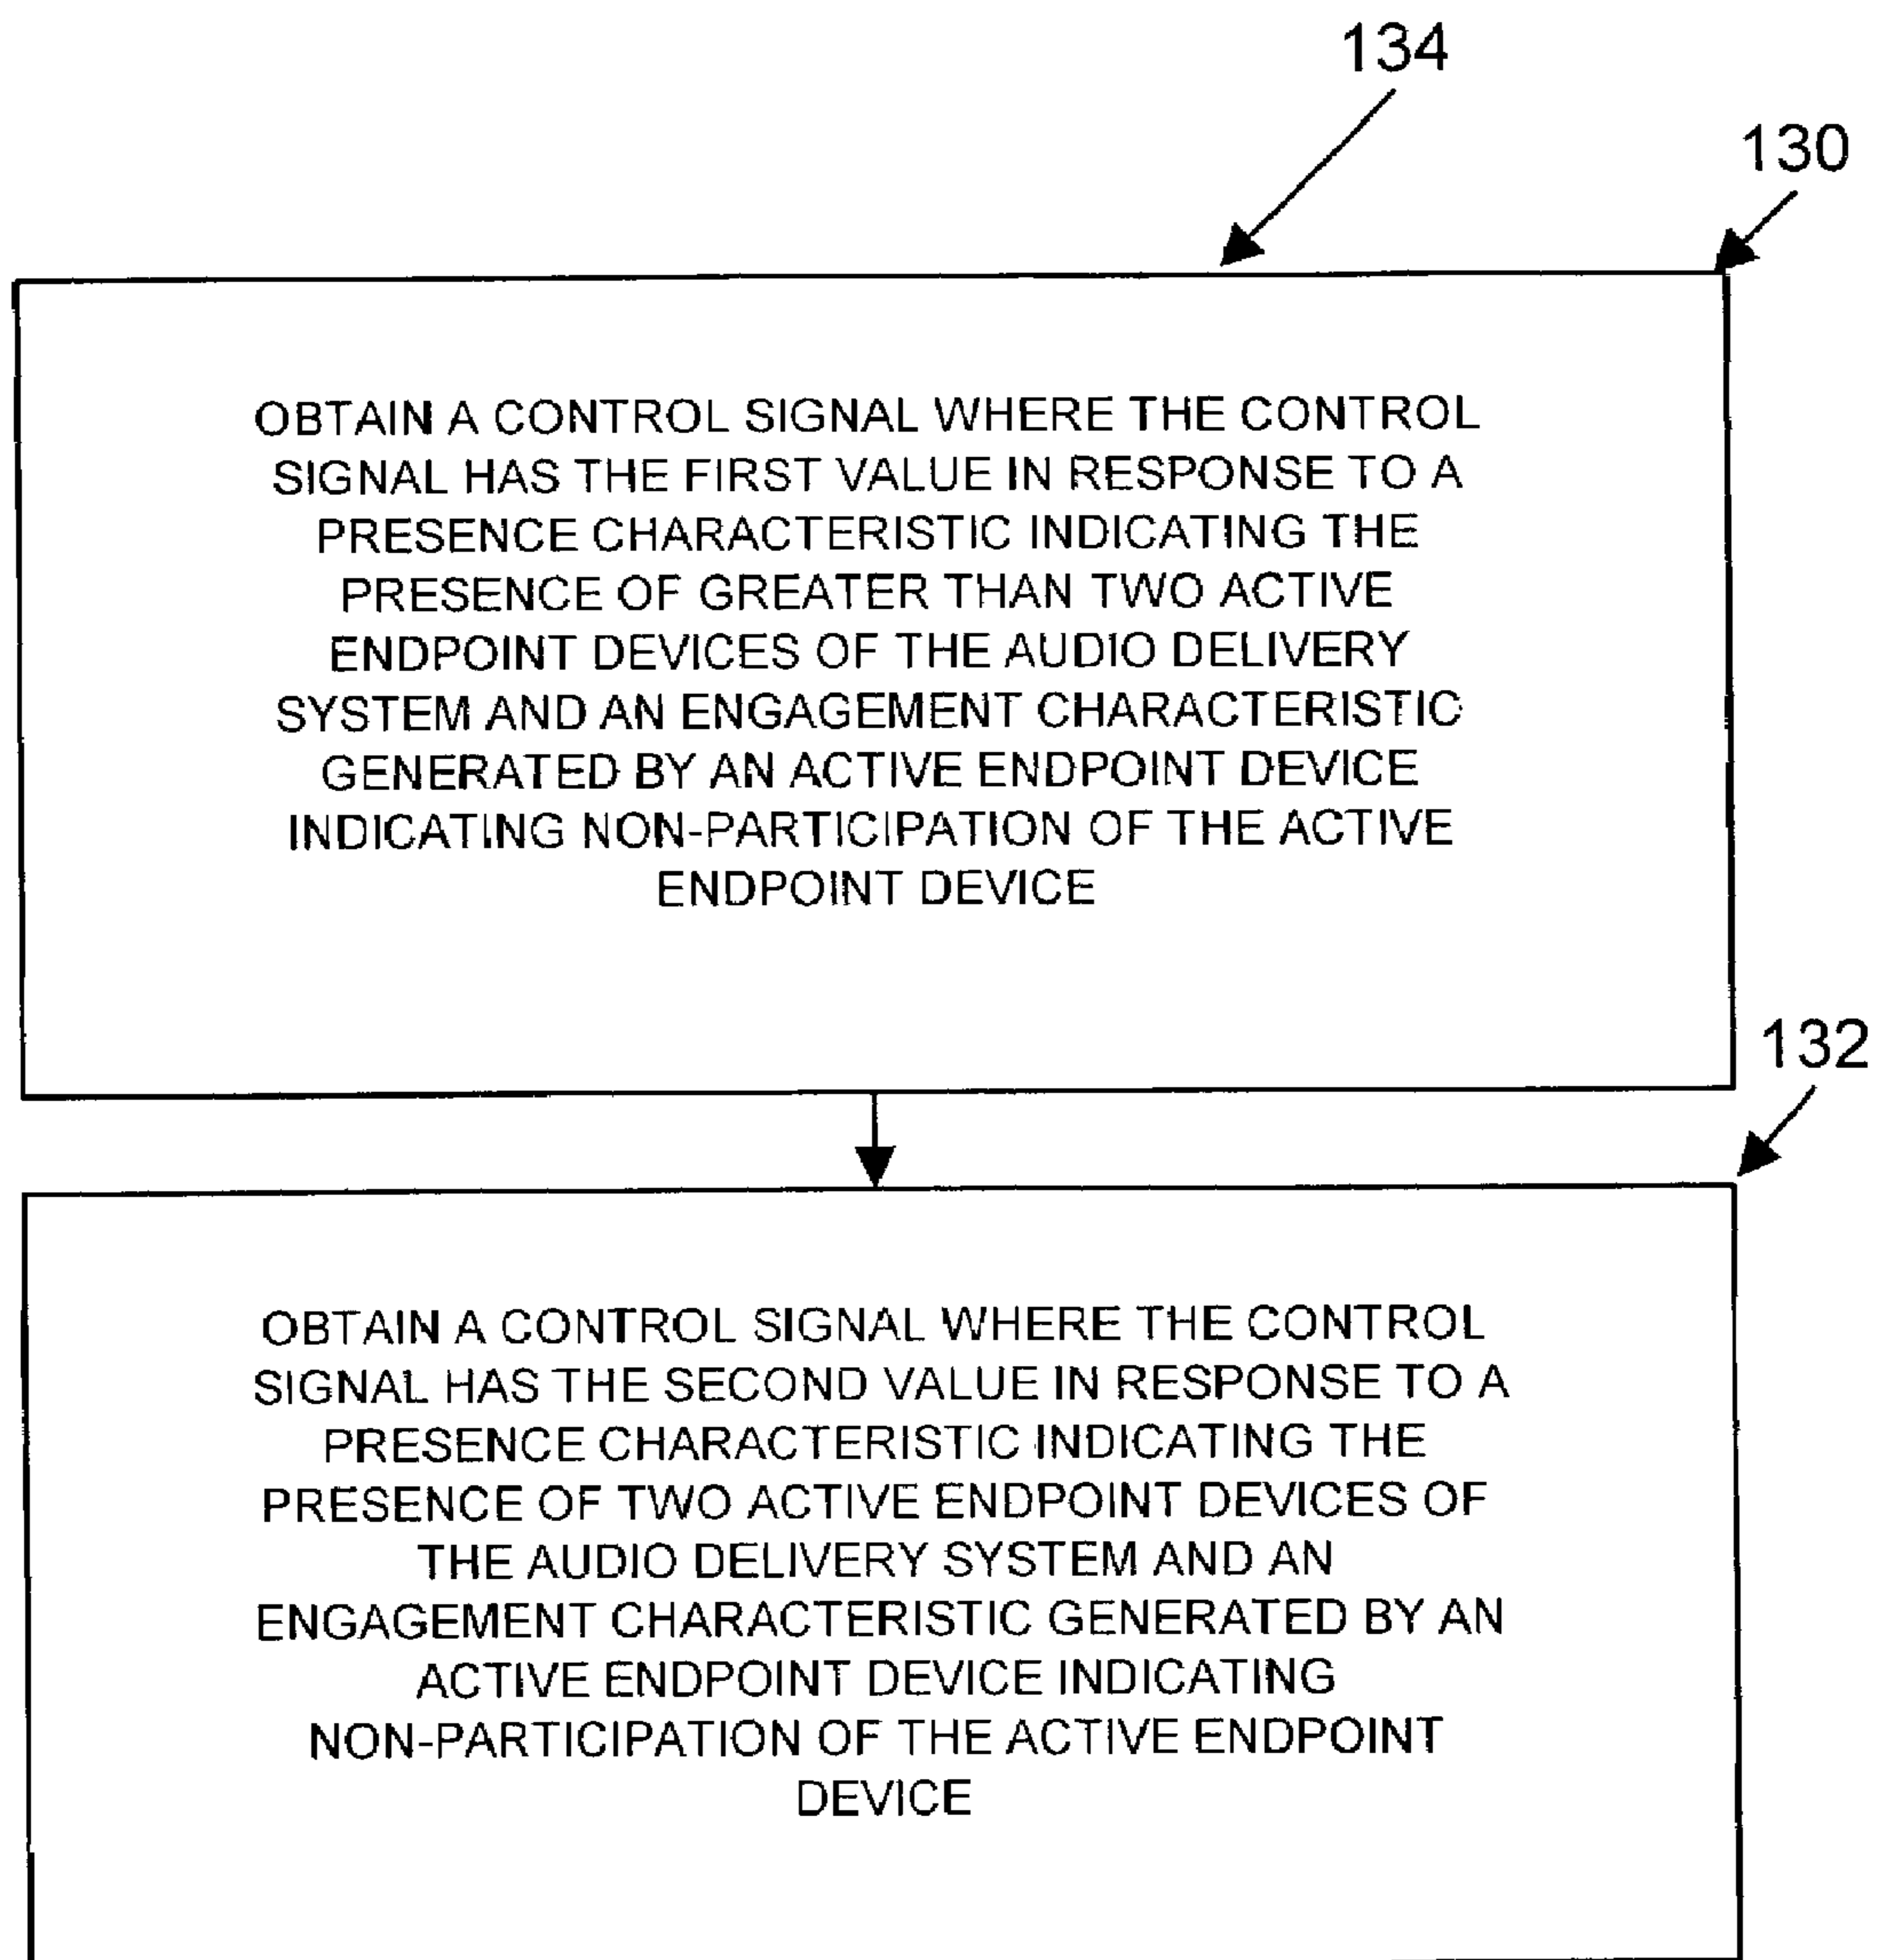 134
130
OBTAIN A CONTROL SIGNAL WHERE THE CONTROL
SIGNAL HAS THE FIRST VALUE IN RESPONSE TO A
PRESENCE CHARACTERISTIC INDICATING THE
PRESENCE OF GREATER THAN TWO ACTIVE
ENDPOINT DEVICES OF THE AUDIO DELIVERY
SYSTEM AND AN ENGAGEMENT CHARACTERISTIC
GENERATED BY AN ACTIVE ENDPOINT DEVICE
INDICATING NON-PARTICIPATION OF THE ACTIVE
ENDPOINT DEVICE
132
OBTAIN A CONTROL SIGNAL WHERE THE CONTROL
SIGNAL HAS THE SECOND VALUE IN RESPONSE TO A
PRESENCE CHARACTERISTIC INDICATING THE
PRESENCE OF TWO ACTIVE ENDPOINT DEVICES OF
THE AUDIO DELIVERY SYSTEM AND AN
ENGAGEMENT CHARACTERISTIC GENERATED BY AN
ACTIVE ENDPOINT DEVICE INDICATING
NON-PARTICIPATION OF THE ACTIVE ENDPOINT
DEVICE